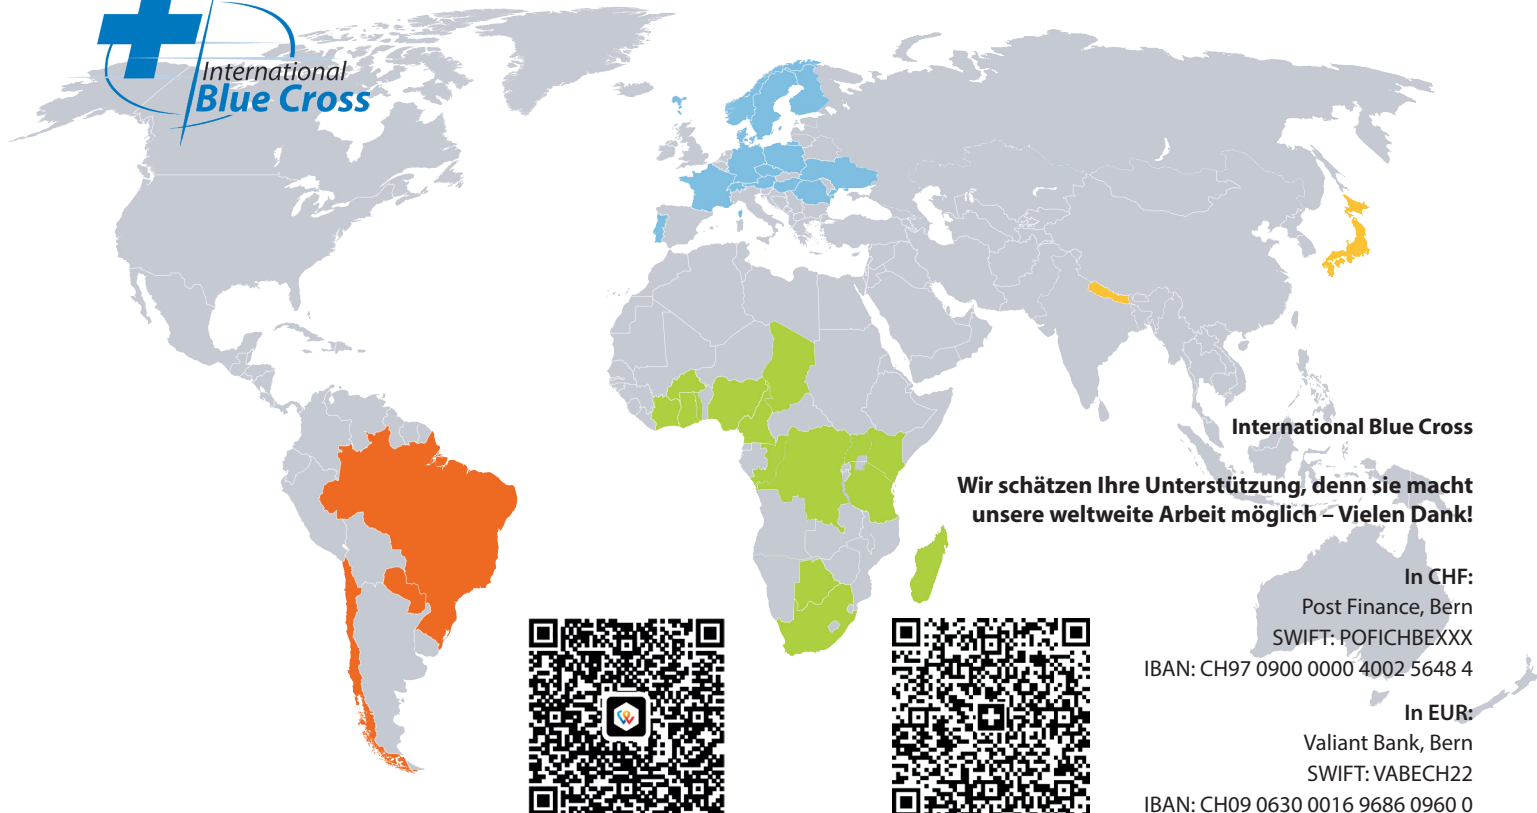 International
Blue Cross
International Blue Cross
Wir schätzen Ihre Unterstützung, denn sie macht
unsere weltweite Arbeit möglich – Vielen Dank!
In CHF:
Post Finance, Bern
SWIFT: POFICHBEXXX
IBAN: CH97 0900 0000 4002 5648 4
In EUR:
Valiant Bank, Bern
SWIFT: VABECH22
IBAN: CH09 0630 0016 9686 0960 0